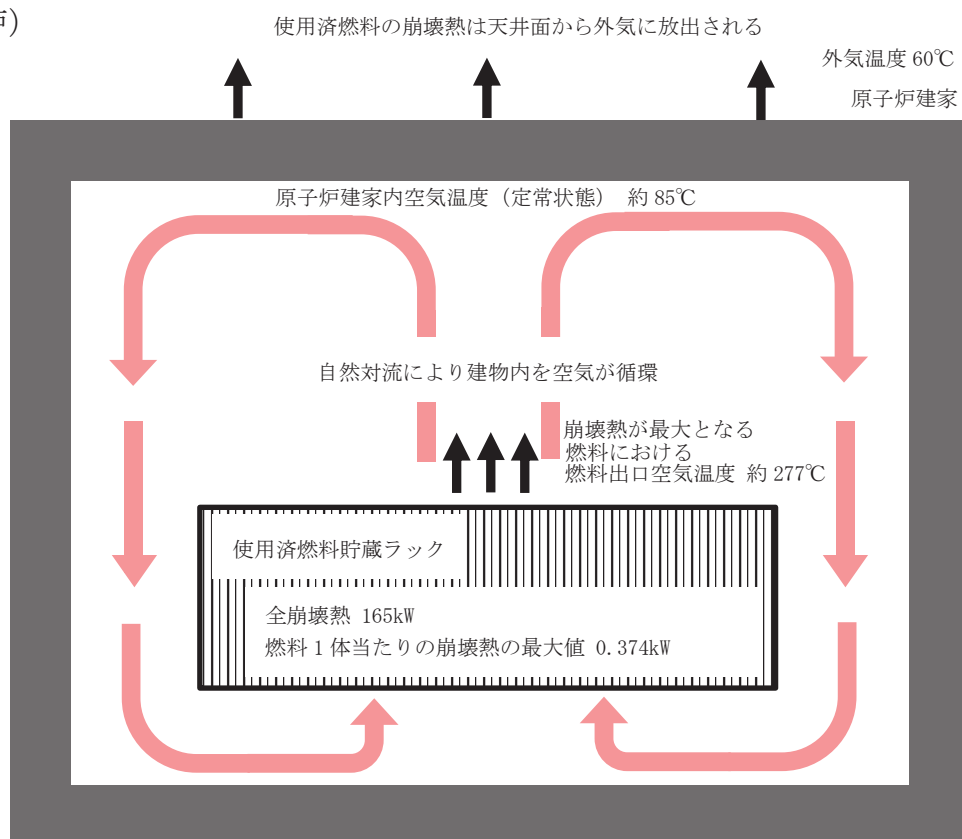 戸)
使用済燃料の崩壊熱は天井面から外気に放出される
外気温度 60℃
原子炉建家
原子炉建家内空気温度（定常状態） 約 85℃
自然対流により建物内を空気が循環
崩壊熱が最大となる
燃料における
燃料出口空気温度 約 277℃
使用済燃料貯蔵ラック
全崩壊熱 165kW
燃料 1 体当たりの崩壊熱の最大値 0.374kW